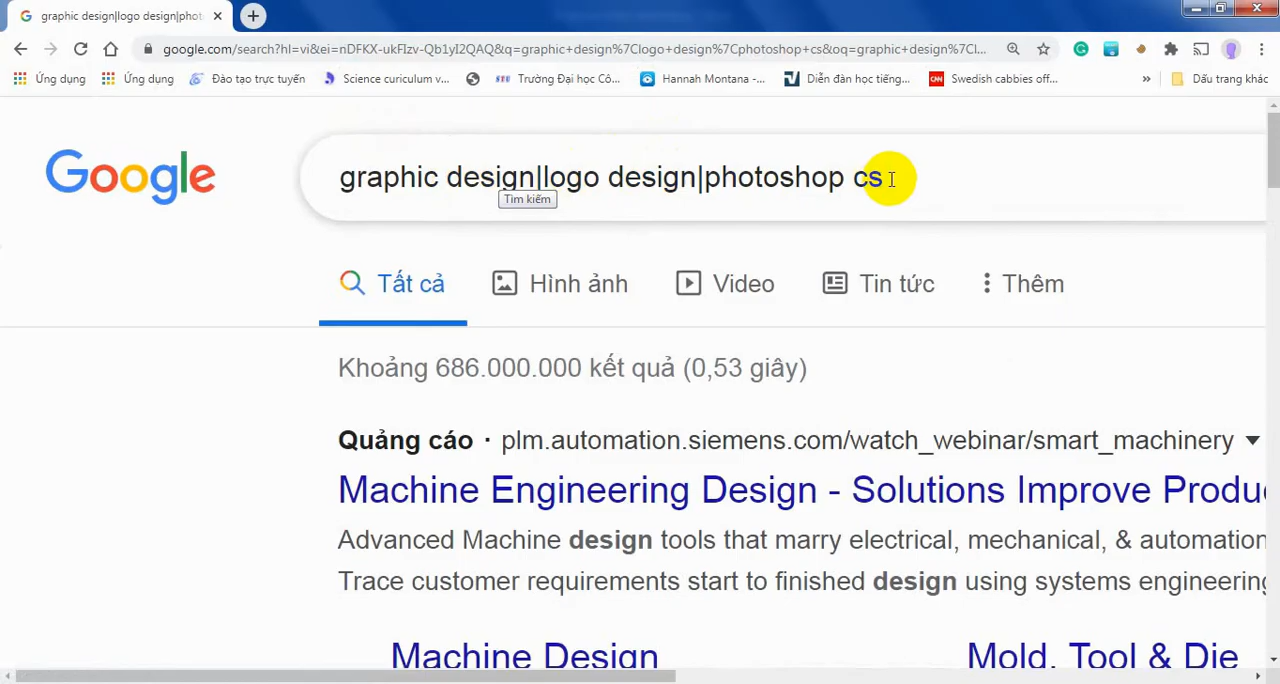 graphic design|logo design|phot
google.com/search?hl=vi&ei=nDFKX-ukFIzv-Qb1yI2QAQ&q=graphic+design%7Clogo+design%7Cphotoshop+cs&oq=graphic+design%7Cl...
Ứng dụng
Ứng dụng
Đào tạo trực tuyến
Science curiculum v...
Trường Đại học Cô...
Hannah Montana -...
Diễn đàn học tiếng...
CNN
Swedish cabbies off...
»
Dấu trang khác
Google
graphic design|logo design|photoshop cs
Tìm kiếm
Tất cả
Hình ảnh
Video
Tin tức
Thêm
Khoảng 686.000.000 kết quả (0,53 giây)
Quảng cáo · plm.automation.siemens.com/watch_webinar/smart_machinery
Machine Engineering Design - Solutions Improve Produc
Advanced Machine design tools that marry electrical, mechanical, & automation
Trace customer requirements start to finished design using systems engineering
Machine Design
Mold, Tool & Die